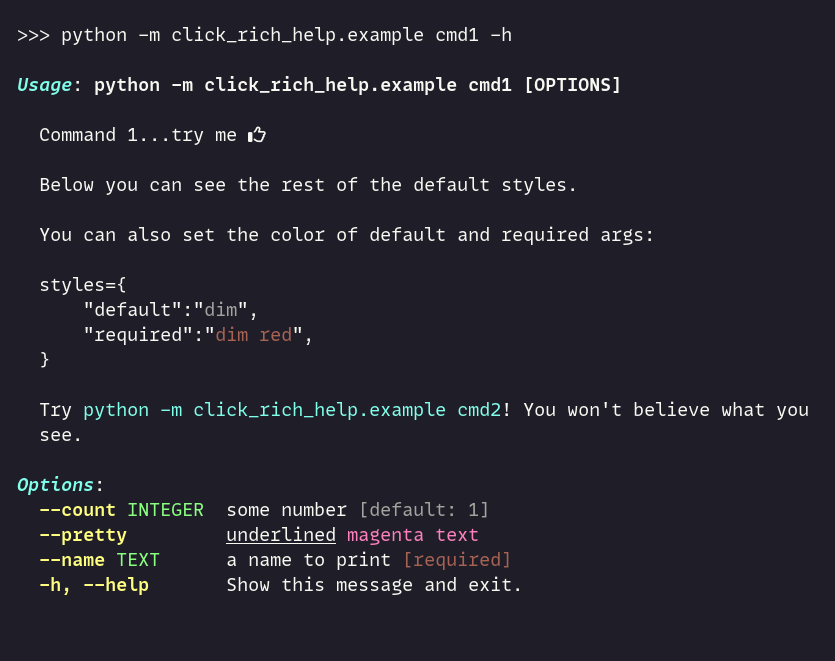 >>> python -m click_rich_help.example cmd1 -h
Usage: python -m click_rich_help.example cmd1 [OPTIONS]
Command 1...try me 👍
Below you can see the rest of the default styles.
You can also set the color of default and required args:
styles={
    "default":"dim",
    "required":"dim red",
}
Try python -m click_rich_help.example cmd2! You won't believe what you
see.
Options:
  --count INTEGER  some number [default: 1]
  --pretty         underlined magenta text
  --name TEXT      a name to print [required]
  -h, --help       Show this message and exit.